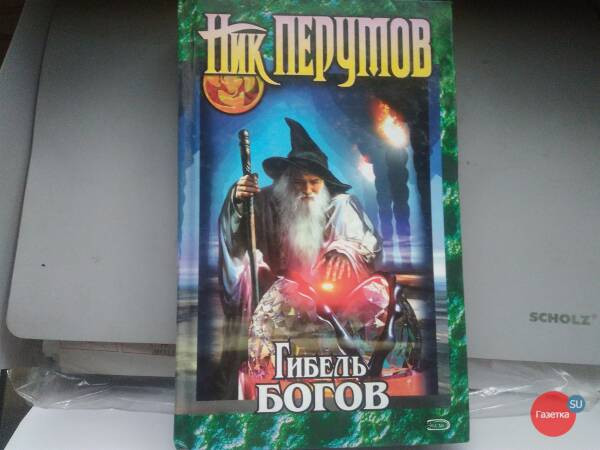 Ник Перумов
Гибель
Богов
SCHOLZ
Газетка
SU